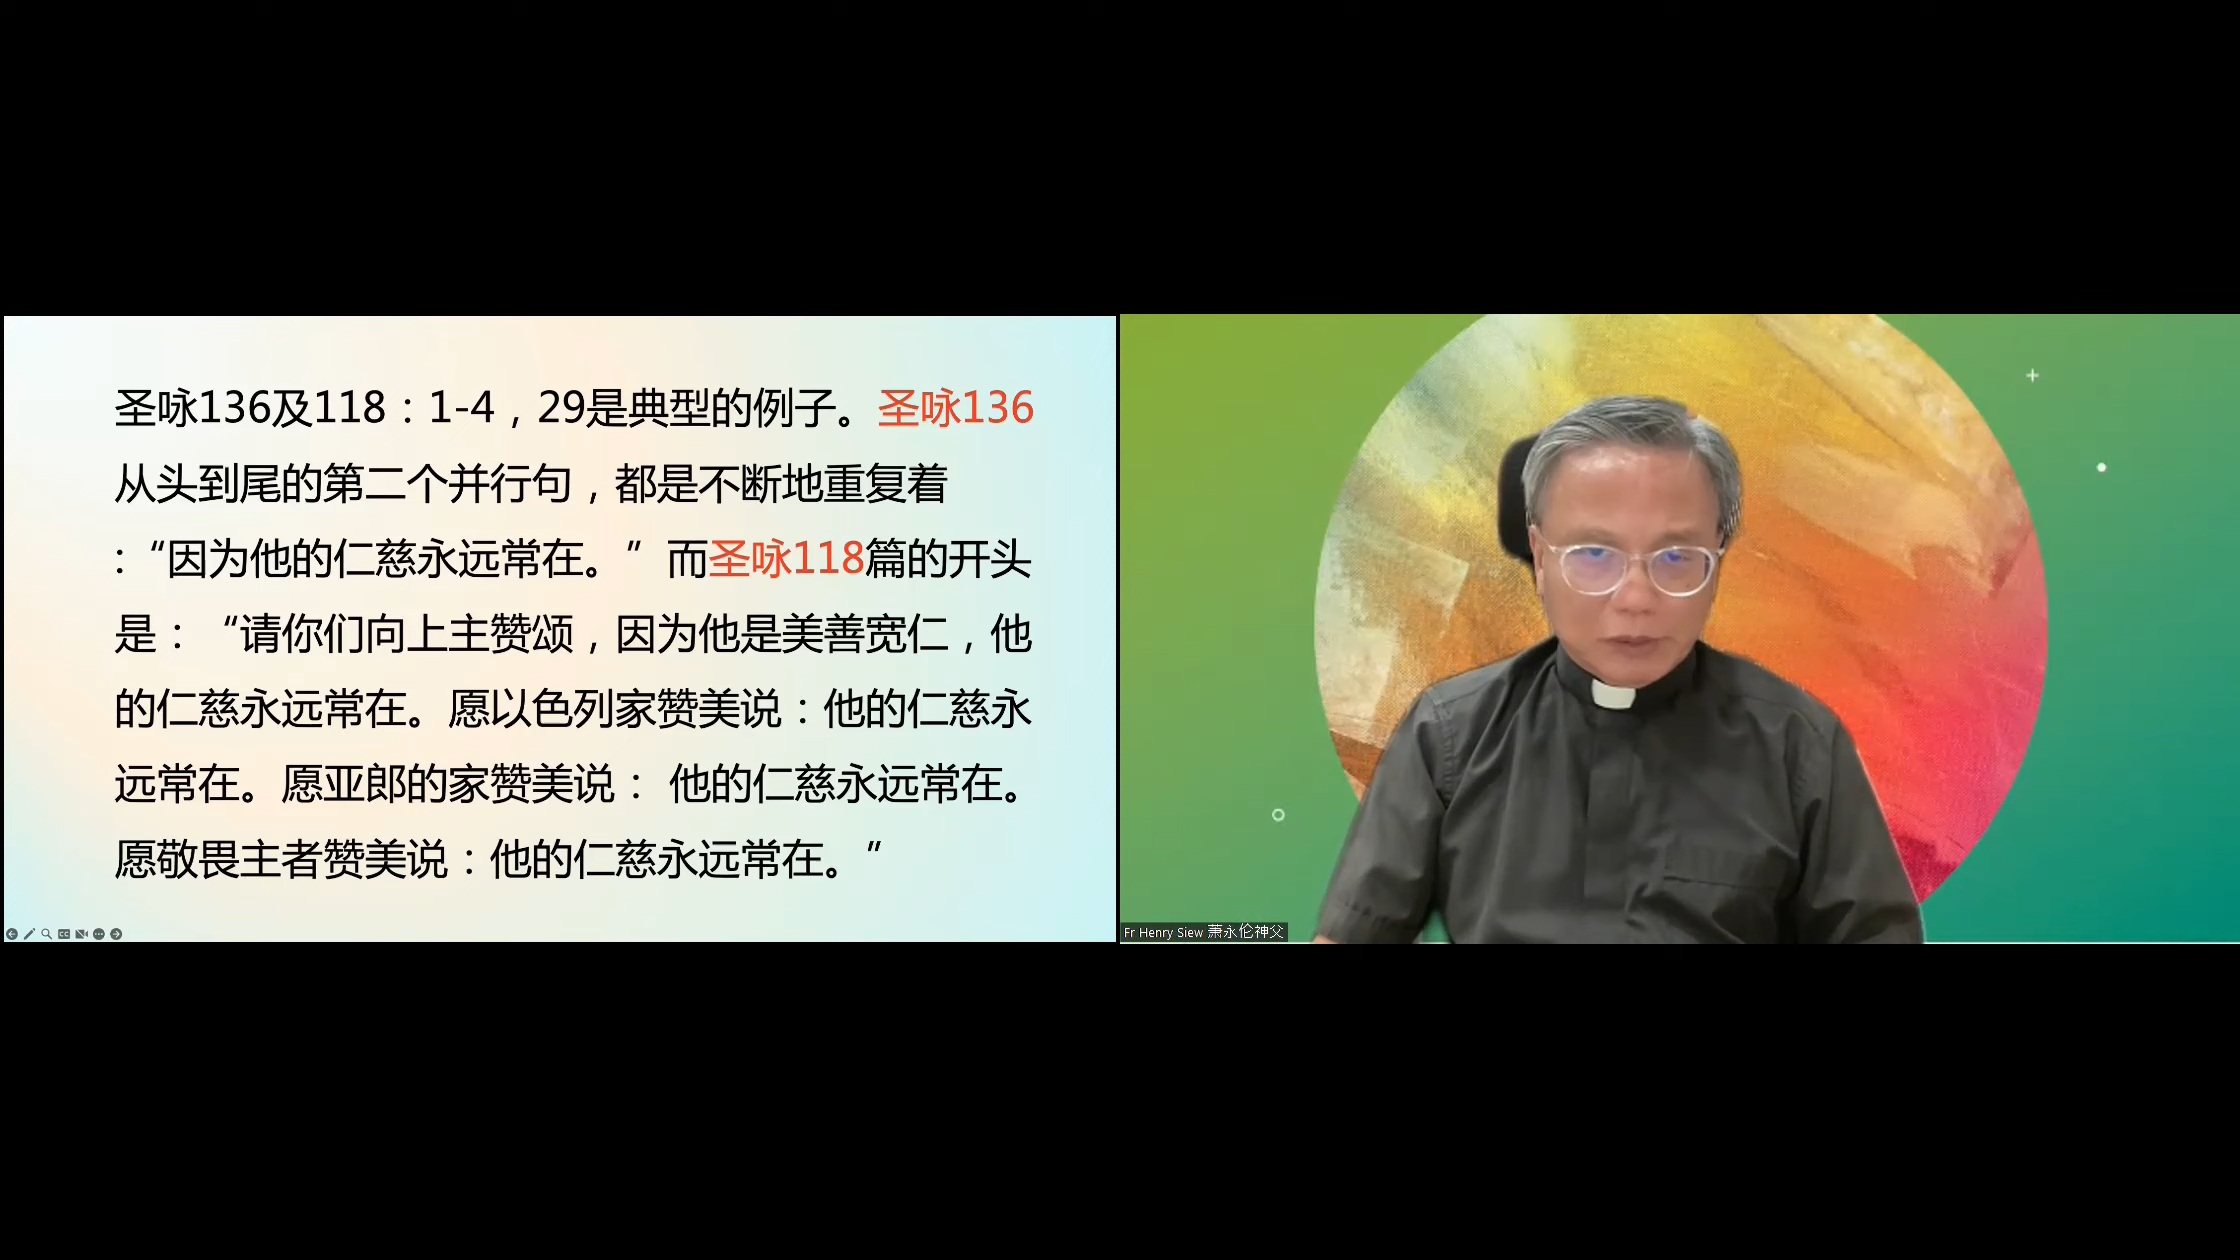 圣咏136及118：1-4，29是典型的例子。圣咏136
从头到尾的第二个并行句，都是不断地重复着
：“因为他的仁慈永远常在。”而圣咏118篇的开头
是：“请你们向上主赞颂，因为他是美善宽仁，他
的仁慈永远常在。愿以色列家赞美说：他的仁慈永
远常在。愿亚郎的家赞美说： 他的仁慈永远常在。
愿敬畏主者赞美说：他的仁慈永远常在。”
Fr Henry Siew 萧永伦神父